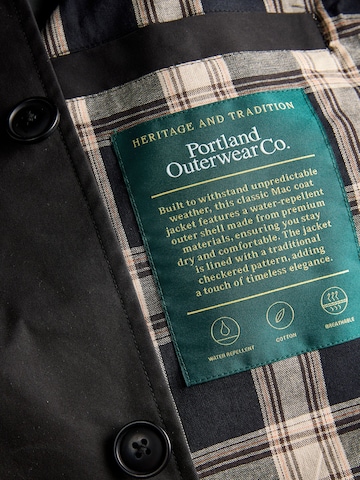 HERITAGE AND TRADITION
Portland
Outerwear Co.
Built to withstand unpredictable
weather, this classic Mac coat
jacket features a water-repellent
outer shell made from premium
materials, ensuring you stay
dry and comfortable. The jacket
is lined with a traditional
checkered pattern, adding
a touch of timeless elegance.
WATER REPELLENT
COTTON
BREATHABLE